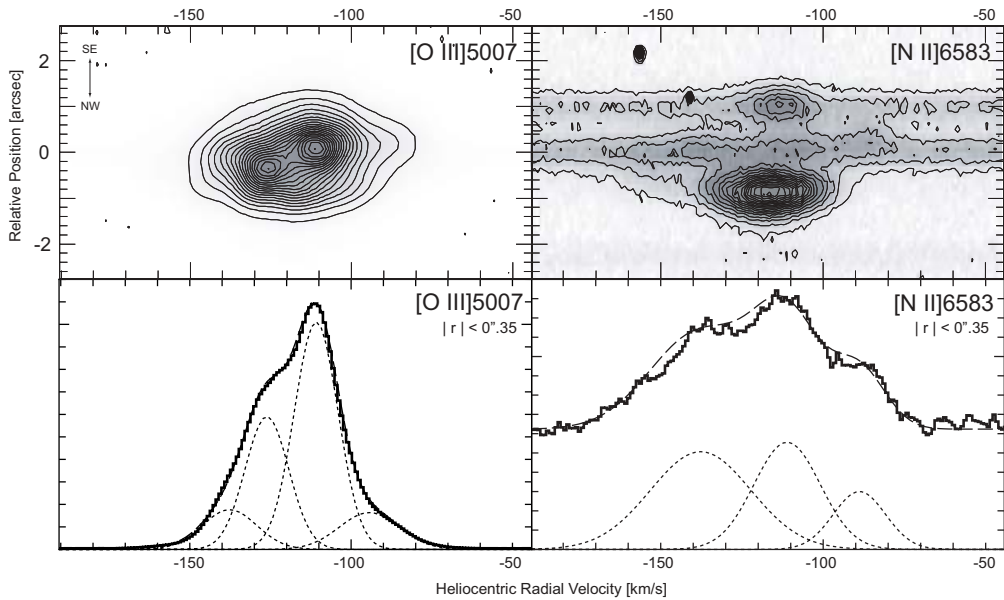 -150 -100 -50 -150 -100 -50
[O III]5007
[N II]6583
SE
NW
2
0
-2
Relative Position [arcsec]
[O III]5007
| r | < 0".35
[N II]6583
| r | < 0".35
-150 -100 -50 -150 -100 -50
Heliocentric Radial Velocity [km/s]